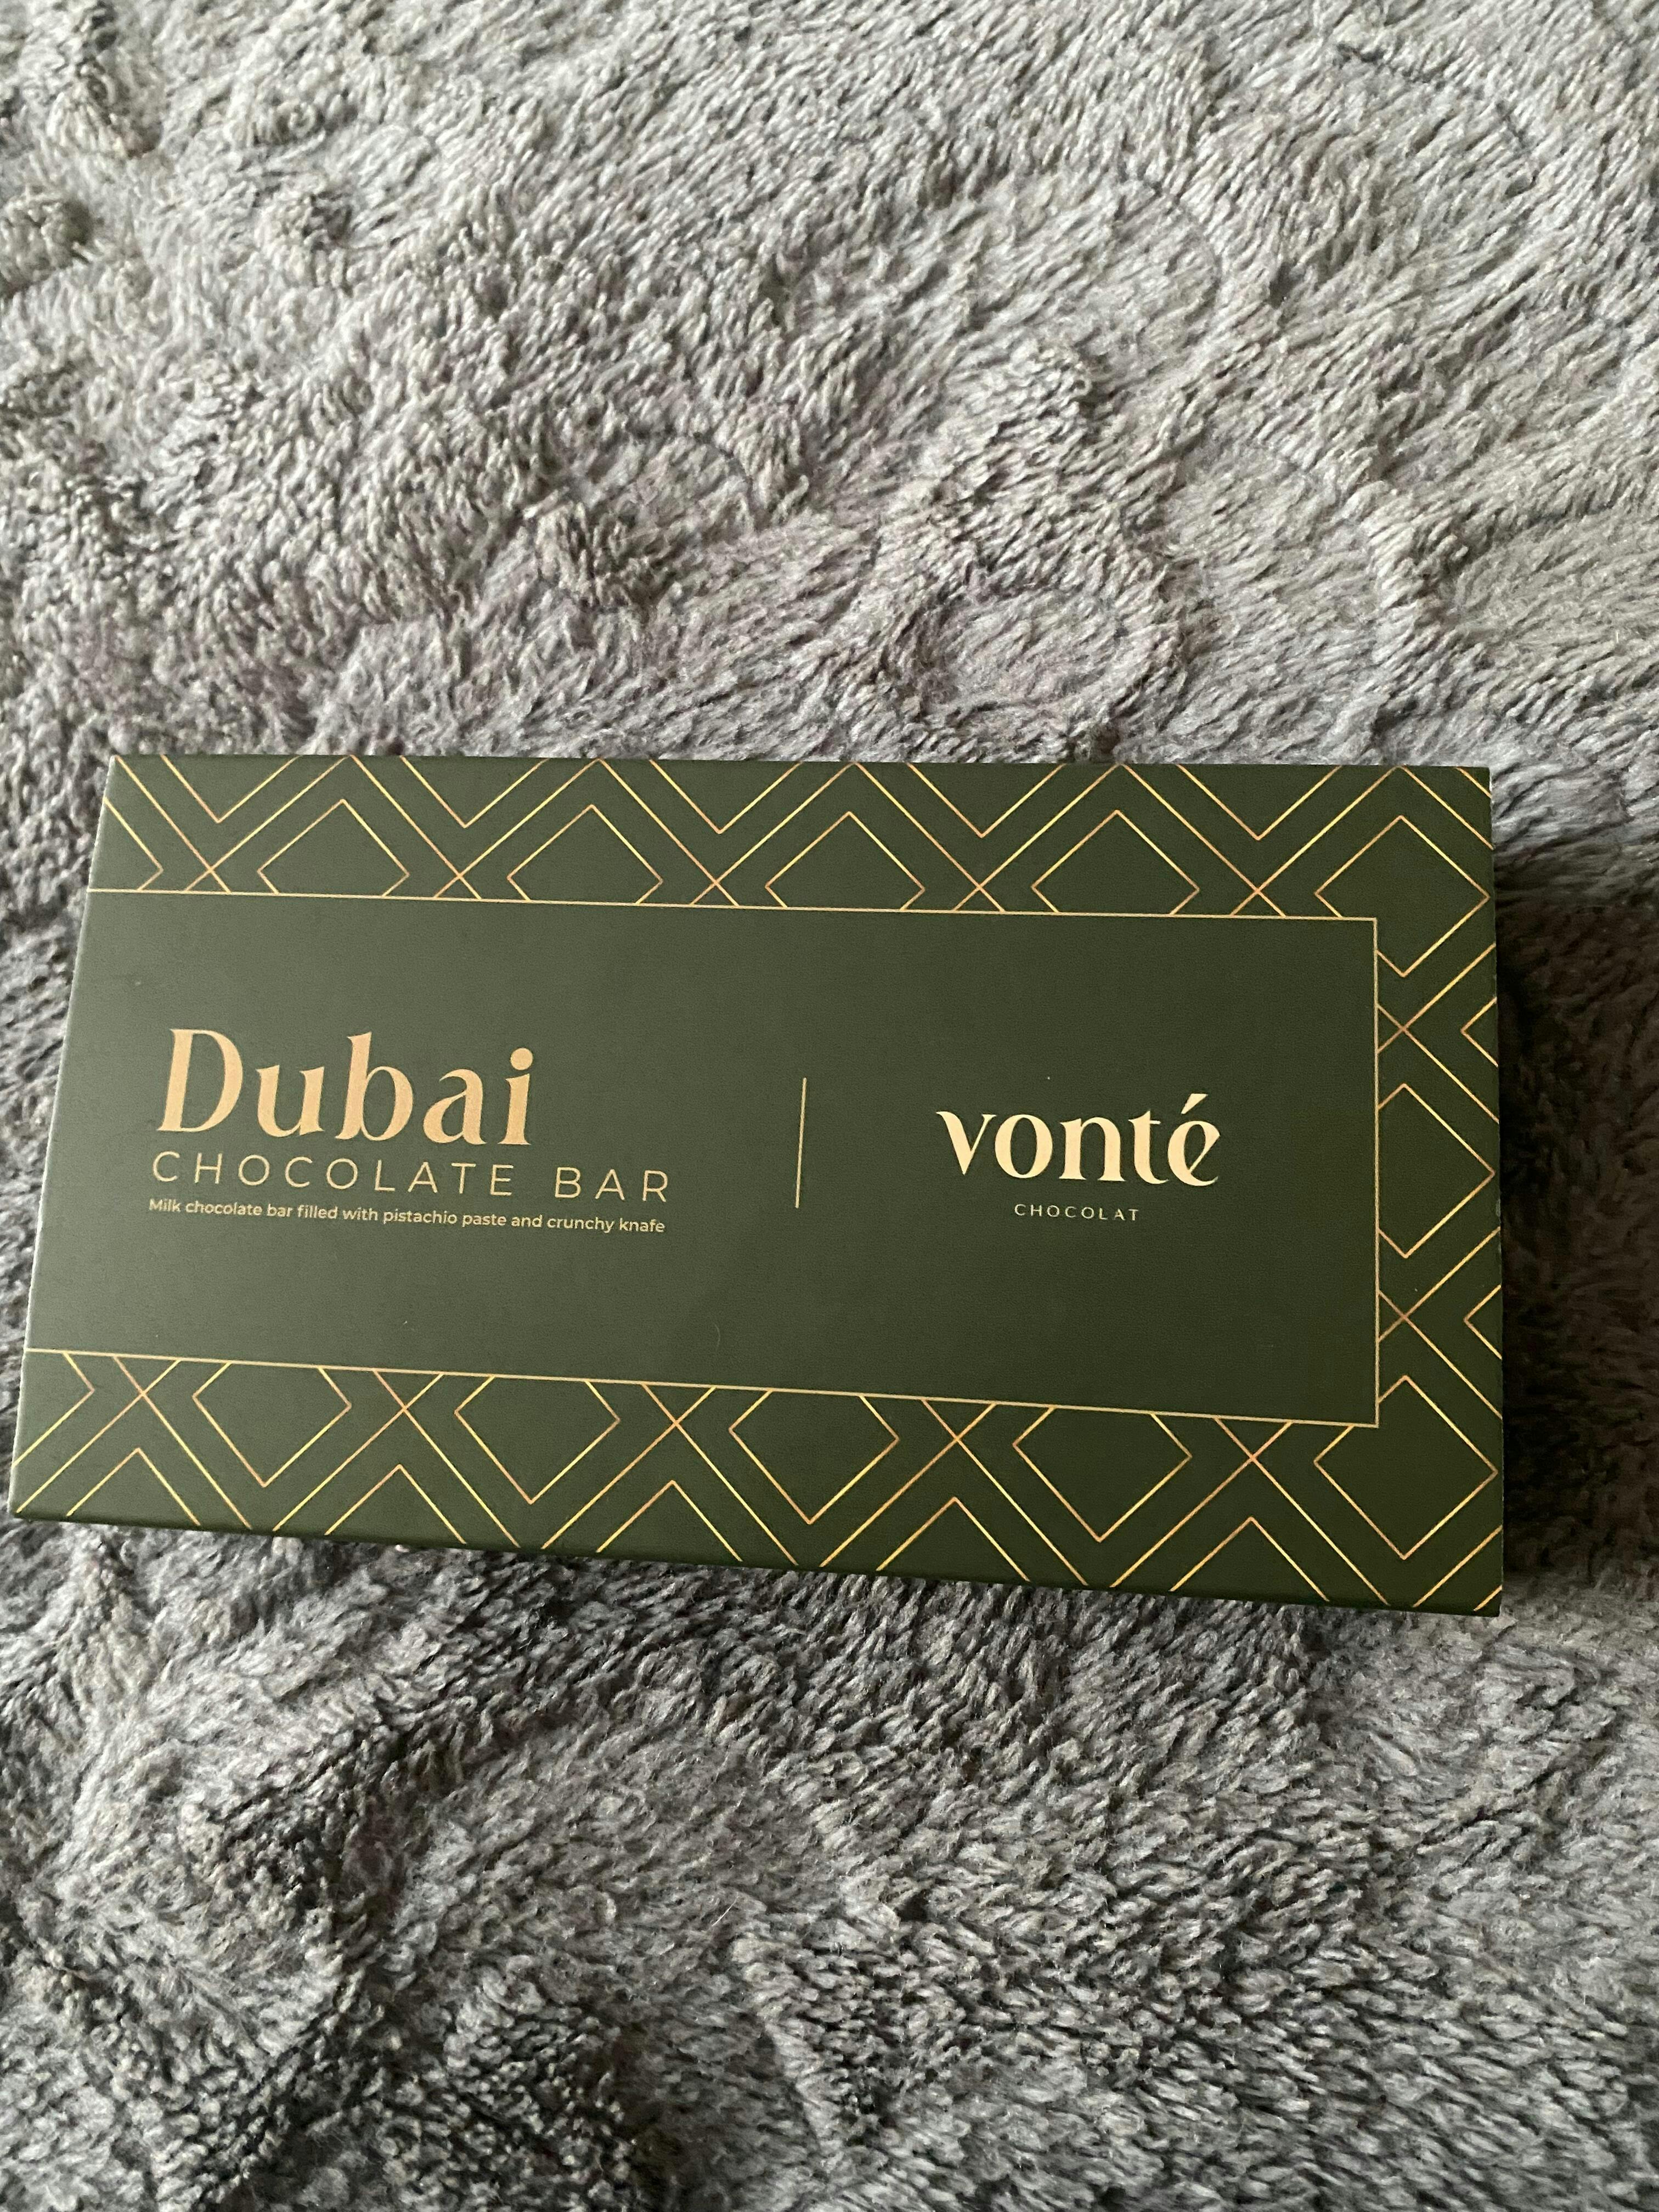 Dubai
CHOCOLATE BAR
Milk chocolate bar filled with pistachio paste and crunchy knafe
vonté
CHOCOLAT